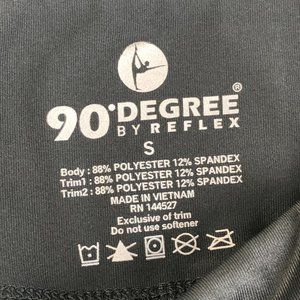 90°DEGREE®
BY REFLEX
S
Body : 88% POLYESTER 12% SPANDEX
Trim1 : 88% POLYESTER 12% SPANDEX
Trim2 : 88% POLYESTER 12% SPANDEX
MADE IN VIETNAM
RN 144527
Exclusive of trim
Do not use softener